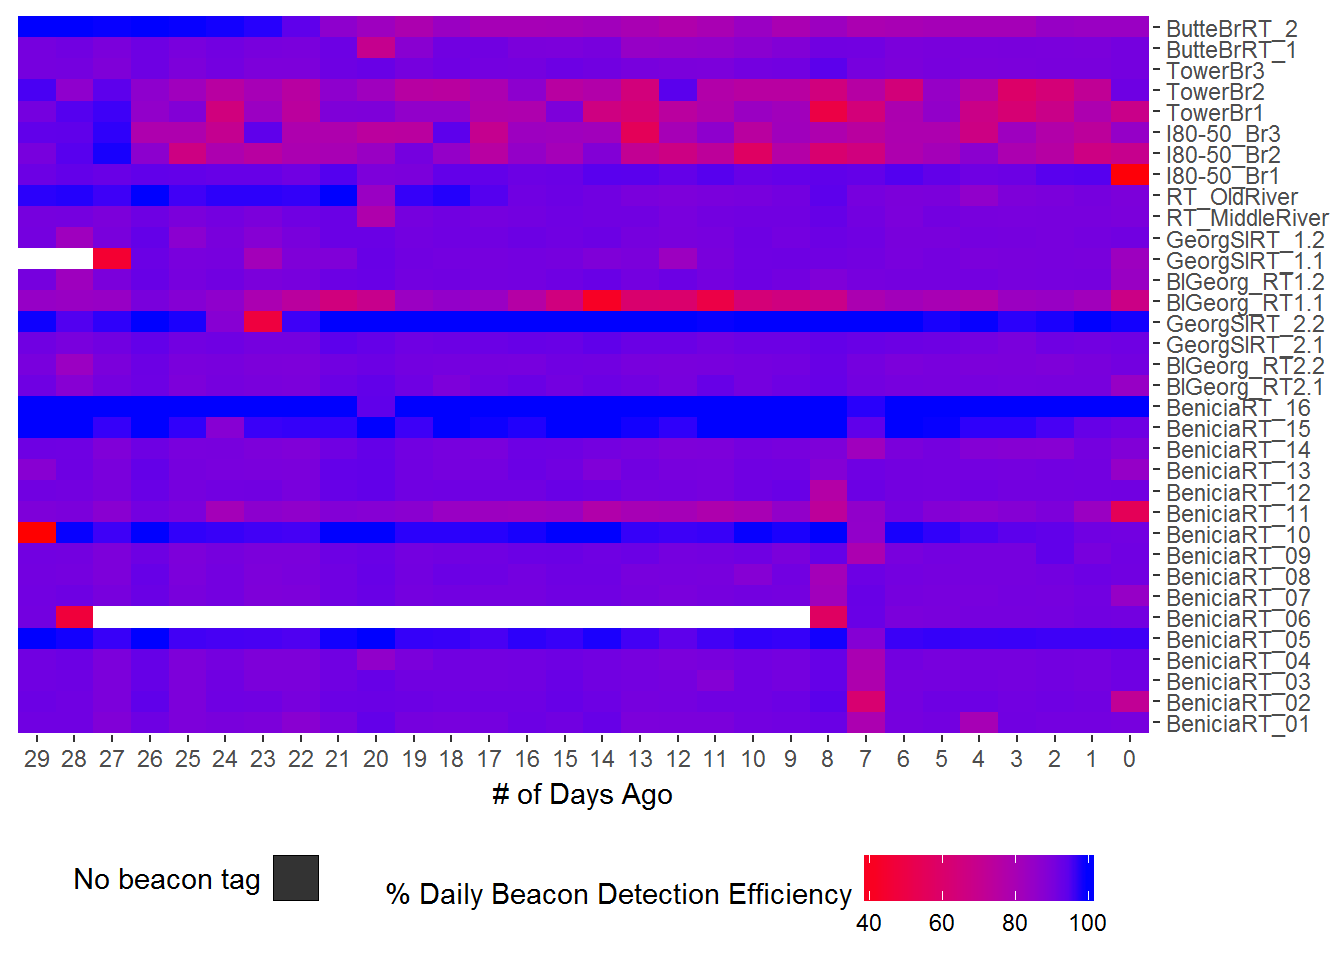 ButteBrRT_2
ButteBrRT_1
TowerBr3
TowerBr2
TowerBr1
I80-50_Br3
I80-50_Br2
I80-50_Br1
RT_OldRiver
RT_MiddleRiver
GeorgSlRT_1.2
GeorgSlRT_1.1
BlGeorg_RT1.2
BlGeorg_RT1.1
GeorgSlRT_2.2
GeorgSlRT_2.1
BlGeorg_RT2.2
BlGeorg_RT2.1
BeniciaRT_16
BeniciaRT_15
BeniciaRT_14
BeniciaRT_13
BeniciaRT_12
BeniciaRT_11
BeniciaRT_10
BeniciaRT_09
BeniciaRT_08
BeniciaRT_07
BeniciaRT_06
BeniciaRT_05
BeniciaRT_04
BeniciaRT_03
BeniciaRT_02
BeniciaRT_01
29 28 27 26 25 24 23 22 21 20 19 18 17 16 15 14 13 12 11 10 9 8 7 6 5 4 3 2 1 0
# of Days Ago
No beacon tag
% Daily Beacon Detection Efficiency
40 60 80 100